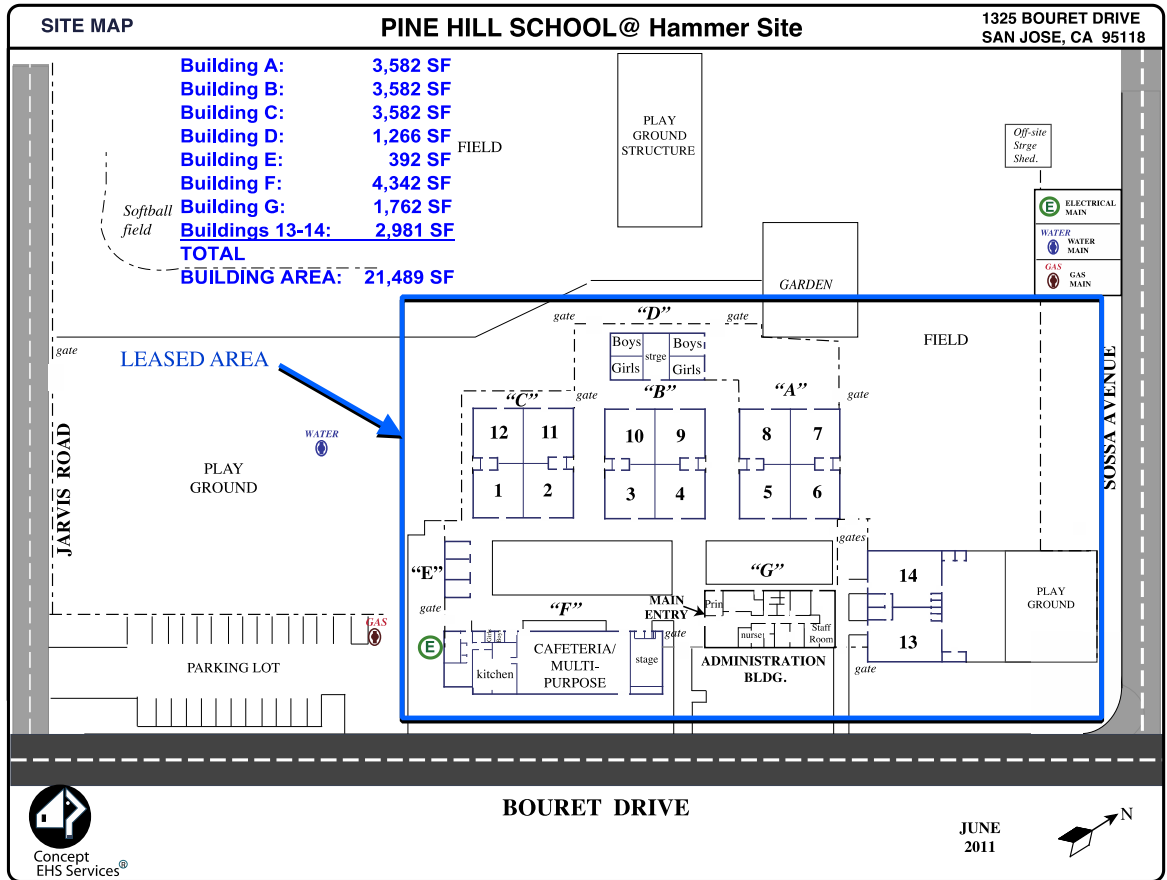 SITE MAP
PINE HILL SCHOOL@ Hammer Site
1325 BOURET DRIVE
SAN JOSE, CA 95118
Building A: 3,582 SF
Building B: 3,582 SF
Building C: 3,582 SF
Building D: 1,266 SF
Building E: 392 SF
Building F: 4,342 SF
Building G: 1,762 SF
Buildings 13-14: 2,981 SF
TOTAL
BUILDING AREA: 21,489 SF
FIELD
Softball
field
PLAY
GROUND
STRUCTURE
Off-site
Strge
Shed.
E
ELECTRICAL
MAIN
WATER
WATER
MAIN
GAS
GAS
MAIN
GARDEN
gate
gate
"D"
gate
FIELD
LEASED AREA
Boys
strge
Boys
Girls
Girls
"C"
gate
"B"
"A"
gate
12
11
10
9
8
7
1
2
3
4
5
6
WATER
PLAY
GROUND
JARVIS ROAD
SOSSA AVENUE
gates
"E"
"G"
14
PLAY
GROUND
gate
"F"
MAIN
ENTRY
Prin
nurse
Staff
Room
13
GAS
E
gate
kitchen
CAFETERIA/
MULTI-
PURPOSE
stage
ADMINISTRATION
BLDG.
gate
PARKING LOT
BOURET DRIVE
JUNE
2011
N
Concept
EHS Services®